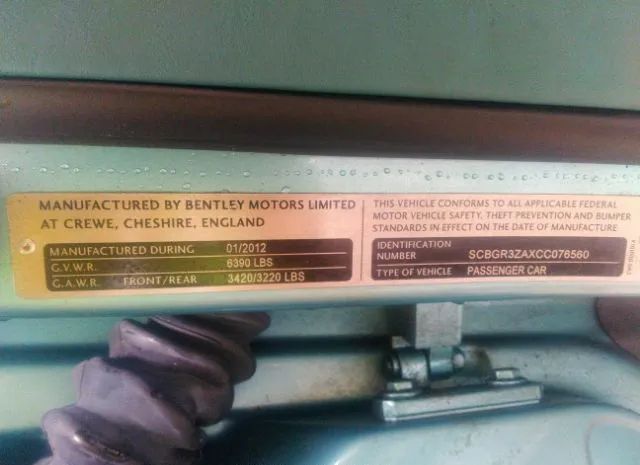 MANUFACTURED BY BENTLEY MOTORS LIMITED
AT CREWE, CHESHIRE, ENGLAND
MANUFACTURED DURING 01/2012
G.V.W.R. 6390 LBS
G.A.W.R. FRONT/REAR 3420/3220 LBS
THIS VEHICLE CONFORMS TO ALL APPLICABLE FEDERAL
MOTOR VEHICLE SAFETY, THEFT PREVENTION AND BUMPER
STANDARDS IN EFFECT ON THE DATE OF MANUFACTURE
IDENTIFICATION
NUMBER SCBGR3ZAXCC076560
TYPE OF VEHICLE PASSENGER CAR